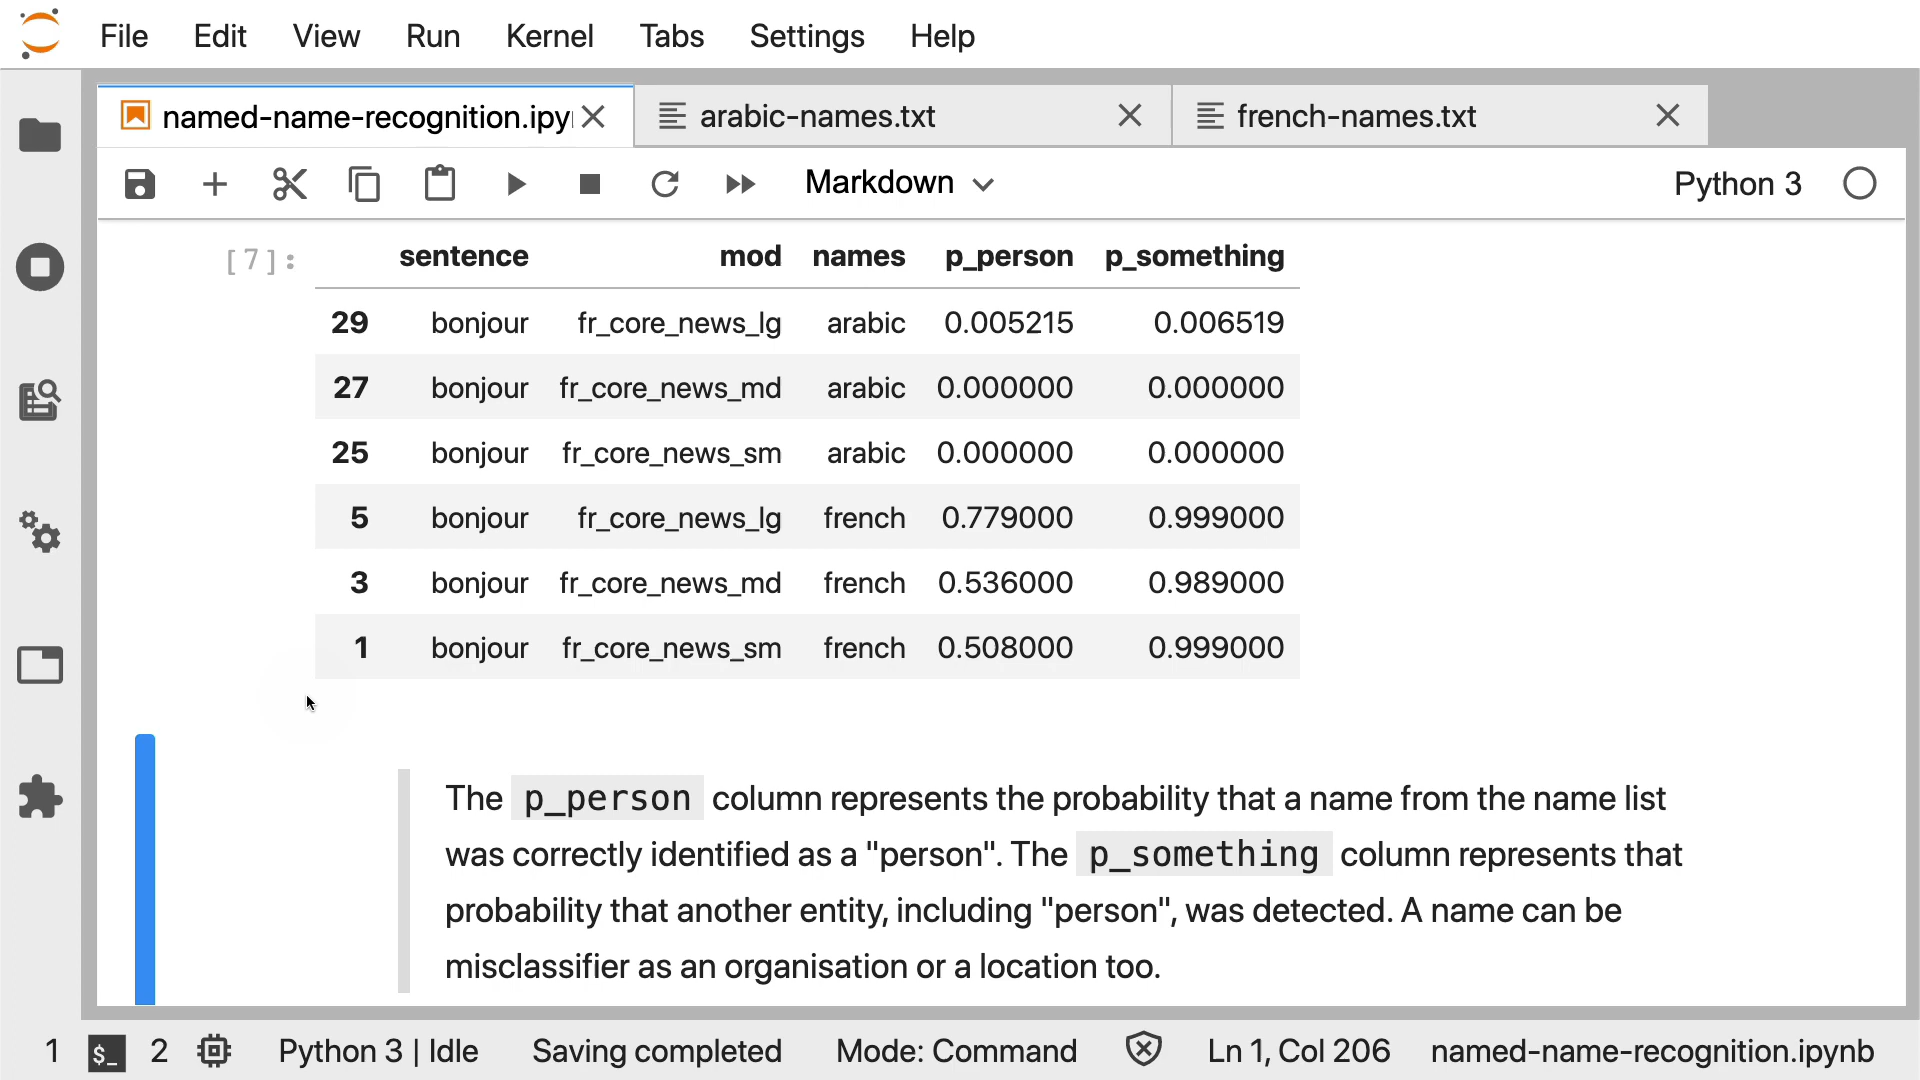 File Edit View Run Kernel Tabs Settings Help
named-name-recognition.ipy arabic-names.txt french-names.txt
Markdown Python 3
[7]: sentence mod names p_person p_something
29 bonjour fr_core_news_lg arabic 0.005215 0.006519
27 bonjour fr_core_news_md arabic 0.000000 0.000000
25 bonjour fr_core_news_sm arabic 0.000000 0.000000
5 bonjour fr_core_news_lg french 0.779000 0.999000
3 bonjour fr_core_news_md french 0.536000 0.989000
1 bonjour fr_core_news_sm french 0.508000 0.999000
The p_person column represents the probability that a name from the name list
was correctly identified as a "person". The p_something column represents that
probability that another entity, including "person", was detected. A name can be
misclassifier as an organisation or a location too.
1 $_ 2 Python 3 | Idle Saving completed Mode: Command Ln 1, Col 206 named-name-recognition.ipynb